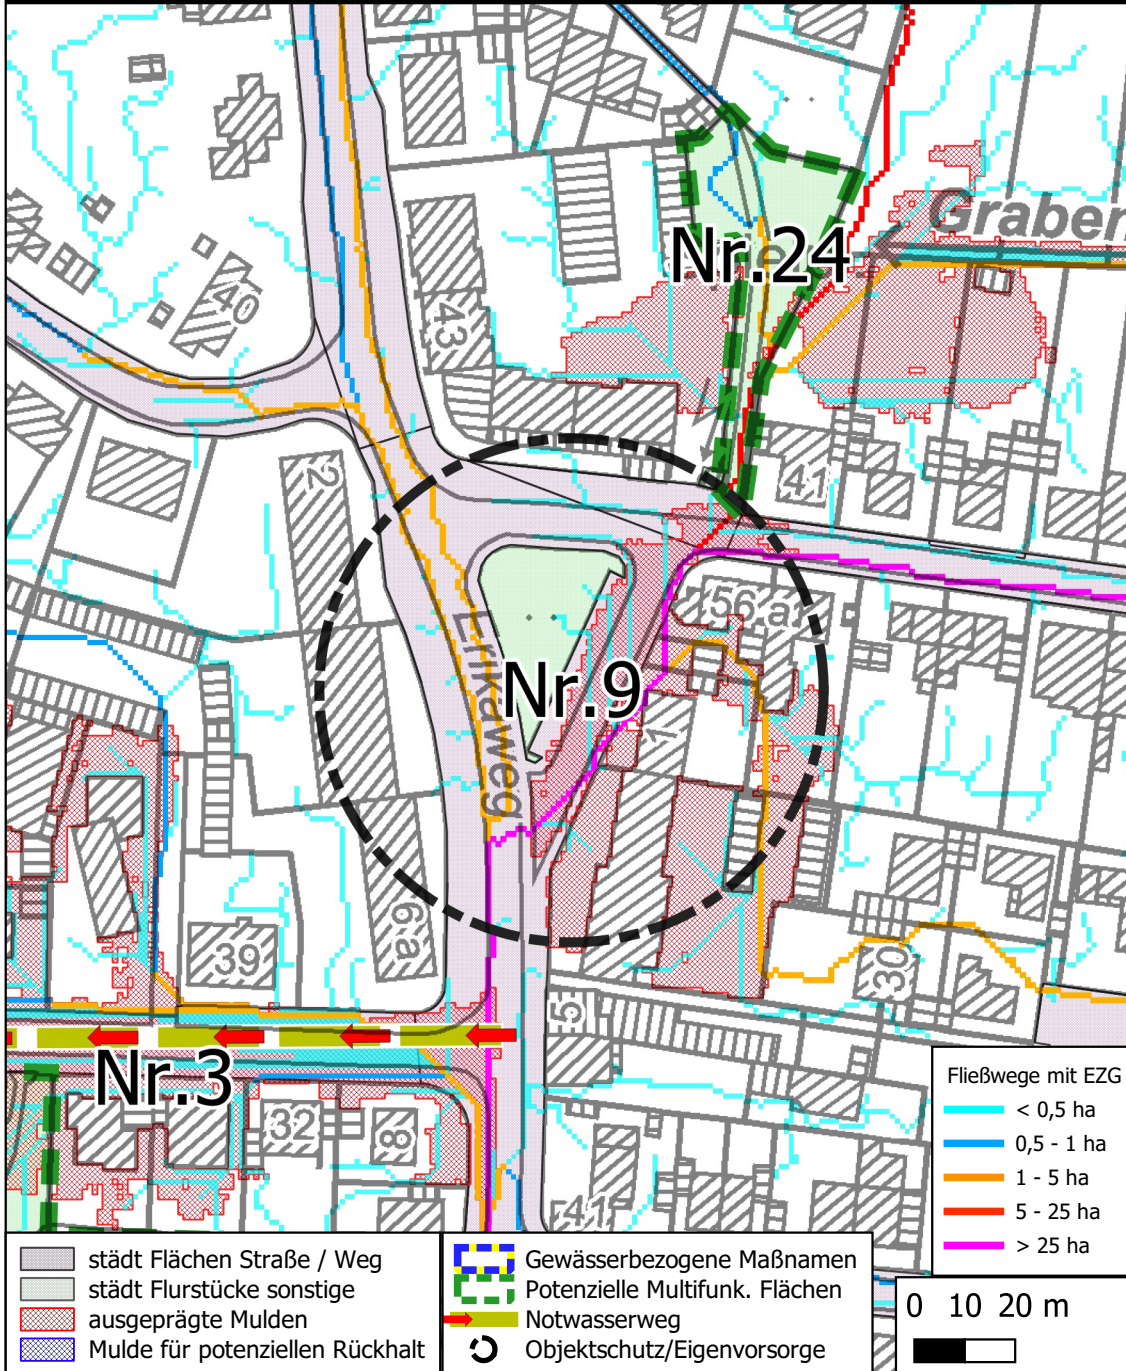 Graben
Nr.24
40
43
2
41
56 a
Erikaweg
Nr.9
1
6a
39
30
5
Nr.3
32
8
41
Fließwege mit EZG
< 0,5 ha
0,5 - 1 ha
1 - 5 ha
5 - 25 ha
> 25 ha
städt Flächen Straße / Weg
städt Flurstücke sonstige
ausgeprägte Mulden
Mulde für potenziellen Rückhalt
Gewässerbezogene Maßnamen
Potenzielle Multifunk. Flächen
Notwasserweg
Objektschutz/Eigenvorsorge
0 10 20 m